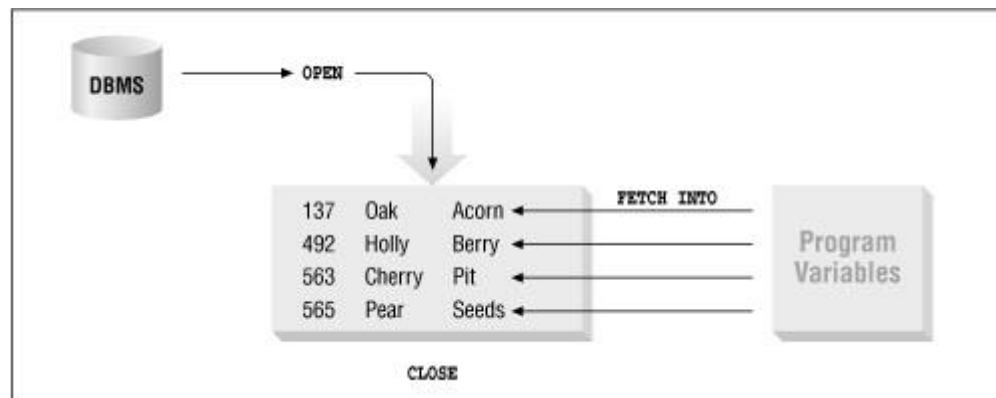 DBMS
OPEN
FETCH INTO
137 Oak Acorn
492 Holly Berry
563 Cherry Pit
565 Pear Seeds
Program
Variables
CLOSE